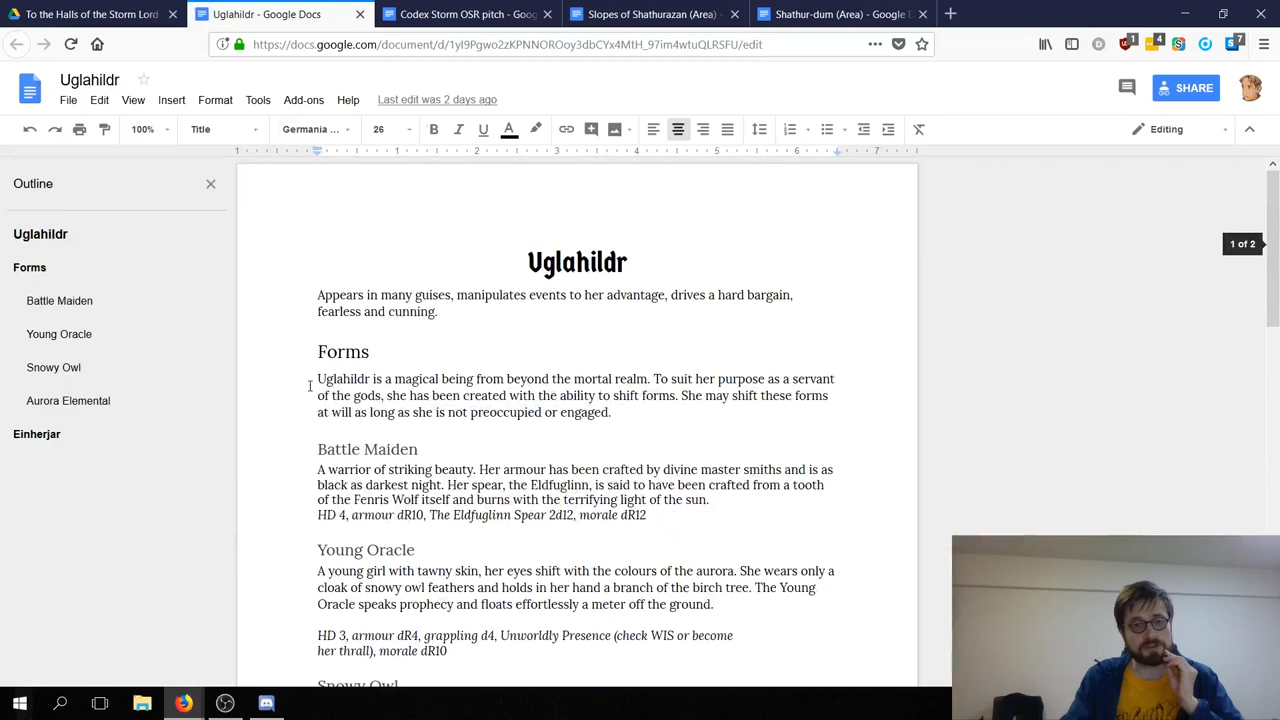 To the Halls of the Storm Lord
Uglahildr - Google Docs
Codex Storm OSR pitch - Goog
Slopes of Shathurazan (Area) -
Shathur-dum (Area) - Google D
https://docs.google.com/document/d/1yI9Pgwo2zKPNNOROzy3dbCYx4MtH_97im4wtuQLRSFU/edit
1
4
7
Uglahildr
File Edit View Insert Format Tools Add-ons Help Last edit was 2 days ago
SHARE
100% Title Germania ... 26 B I U A
Editing
1 1 2 3 4 5 6 7
Outline
Uglahildr
Forms
Battle Maiden
Young Oracle
Snowy Owl
Aurora Elemental
Einherjar
1 of 2
Uglahildr
Appears in many guises, manipulates events to her advantage, drives a hard bargain,
fearless and cunning.
Forms
Uglahildr is a magical being from beyond the mortal realm. To suit her purpose as a servant
of the gods, she has been created with the ability to shift forms. She may shift these forms
at will as long as she is not preoccupied or engaged.
Battle Maiden
A warrior of striking beauty. Her armour has been crafted by divine master smiths and is as
black as darkest night. Her spear, the Eldfuglinn, is said to have been crafted from a tooth
of the Fenris Wolf itself and burns with the terrifying light of the sun.
HD 4, armour dR10, The Eldfuglinn Spear 2d12, morale dR12
Young Oracle
A young girl with tawny skin, her eyes shift with the colours of the aurora. She wears only a
cloak of snowy owl feathers and holds in her hand a branch of the birch tree. The Young
Oracle speaks prophecy and floats effortlessly a meter off the ground.
HD 3, armour dR4, grappling d4, Unworldly Presence (check WIS or become
her thrall), morale dR10
Snowy Owl